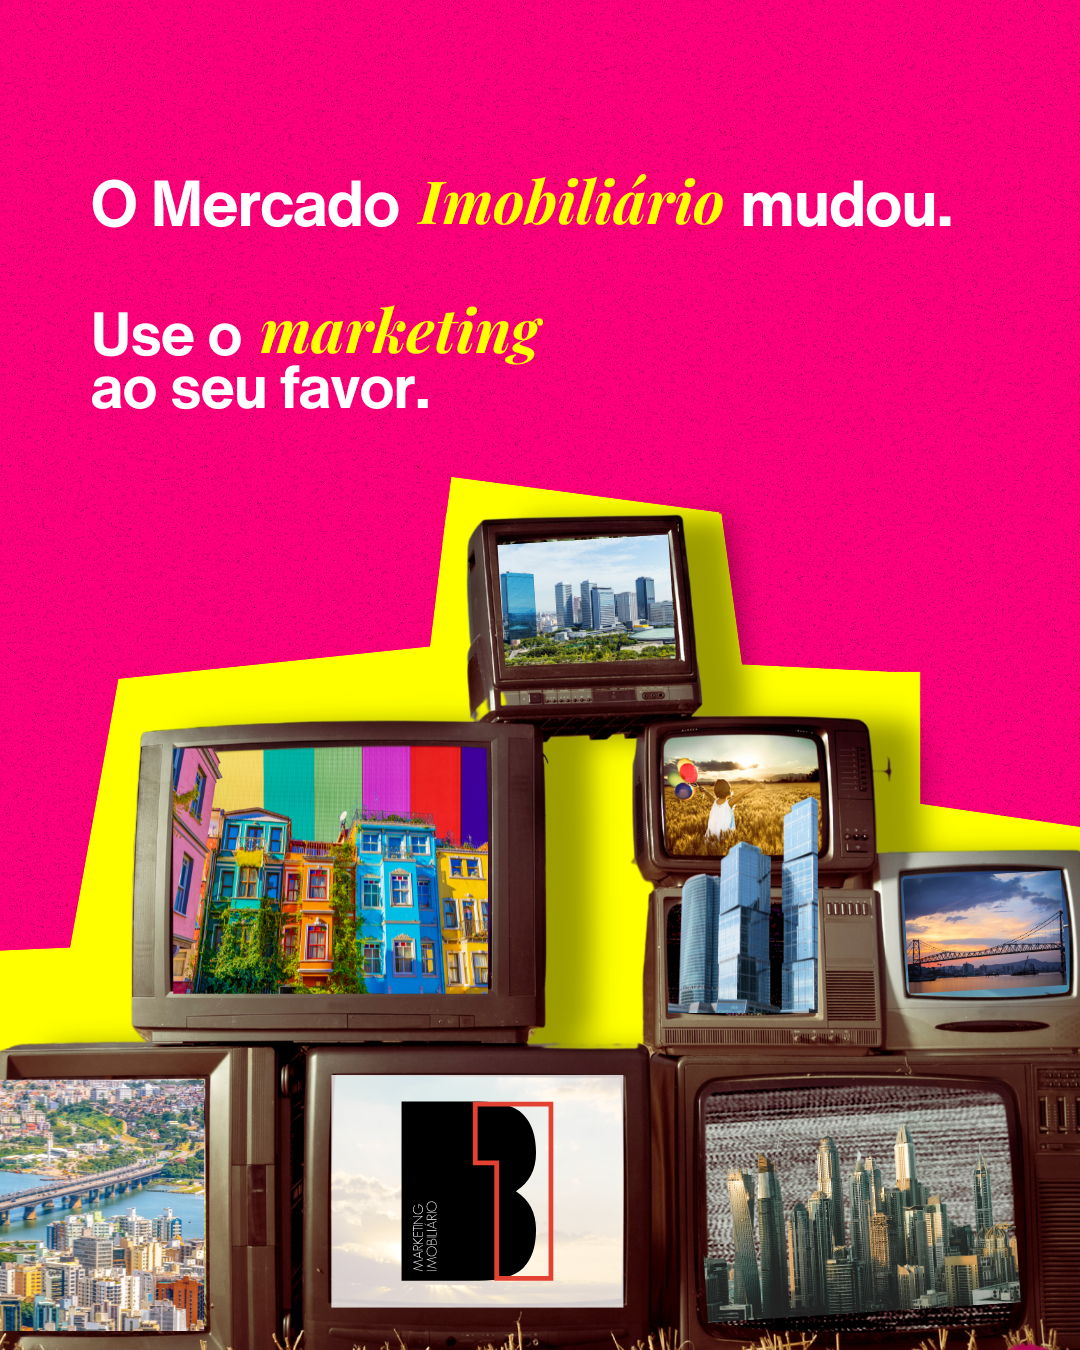 O Mercado Imobiliário mudou.
Use o marketing
ao seu favor.
MARKETING
IMOBILIÁRIO